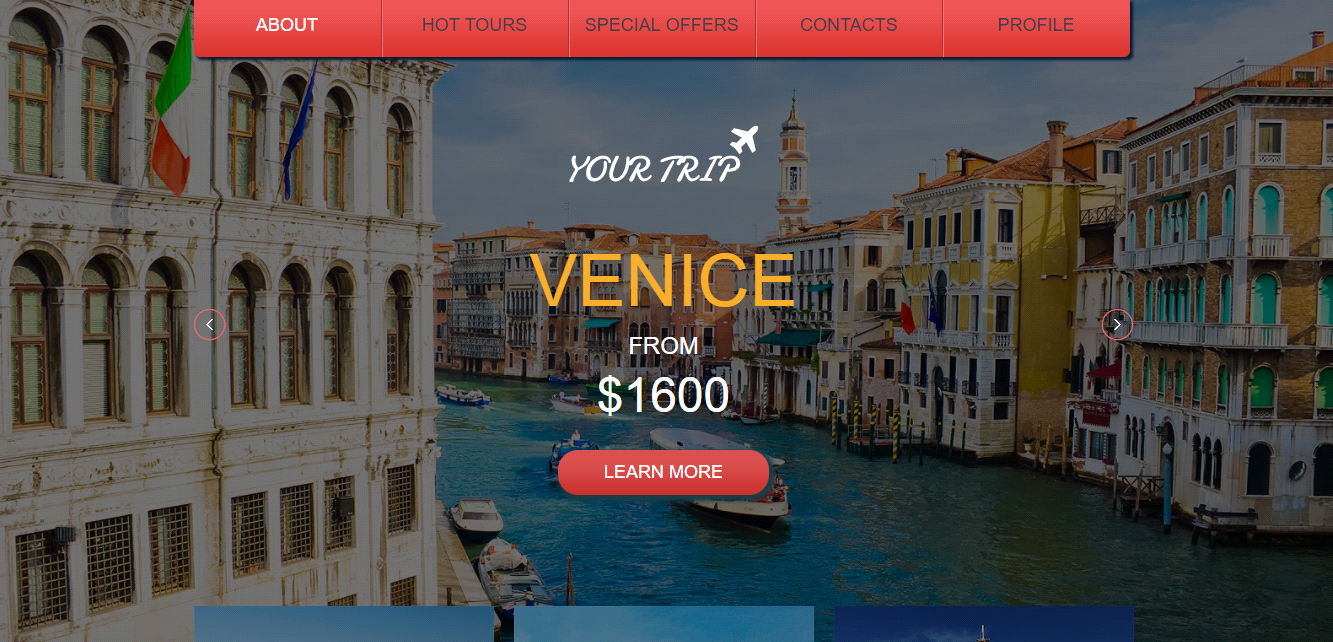 ABOUT
HOT TOURS
SPECIAL OFFERS
CONTACTS
PROFILE
YOUR TRIP
VENICE
FROM
$1600
LEARN MORE